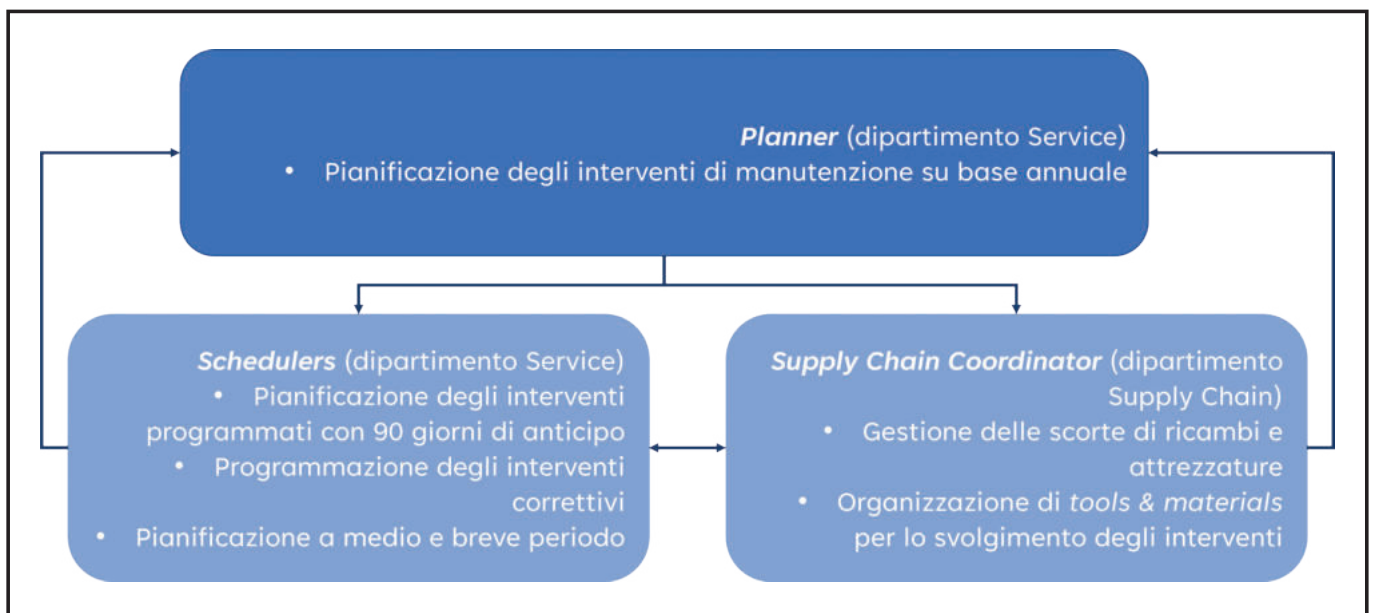 Planner (dipartimento Service)
• Pianificazione degli interventi di manutenzione su base annuale
Schedulers (dipartimento Service)
• Pianificazione degli interventi
programmati con 90 giorni di anticipo
• Programmazione degli interventi
correttivi
• Pianificazione a medio e breve periodo
Supply Chain Coordinator (dipartimento
Supply Chain)
• Gestione delle scorte di ricambi e
attrezzature
• Organizzazione di tools & materials
per lo svolgimento degli interventi